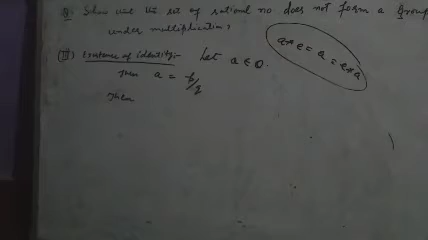 Q. Show that the set of rational no does not form a Group
under multiplication?
(III) Existence of identity:- Let a ∈ Q.
a*e = a = e*a
Then a = p/q
Then